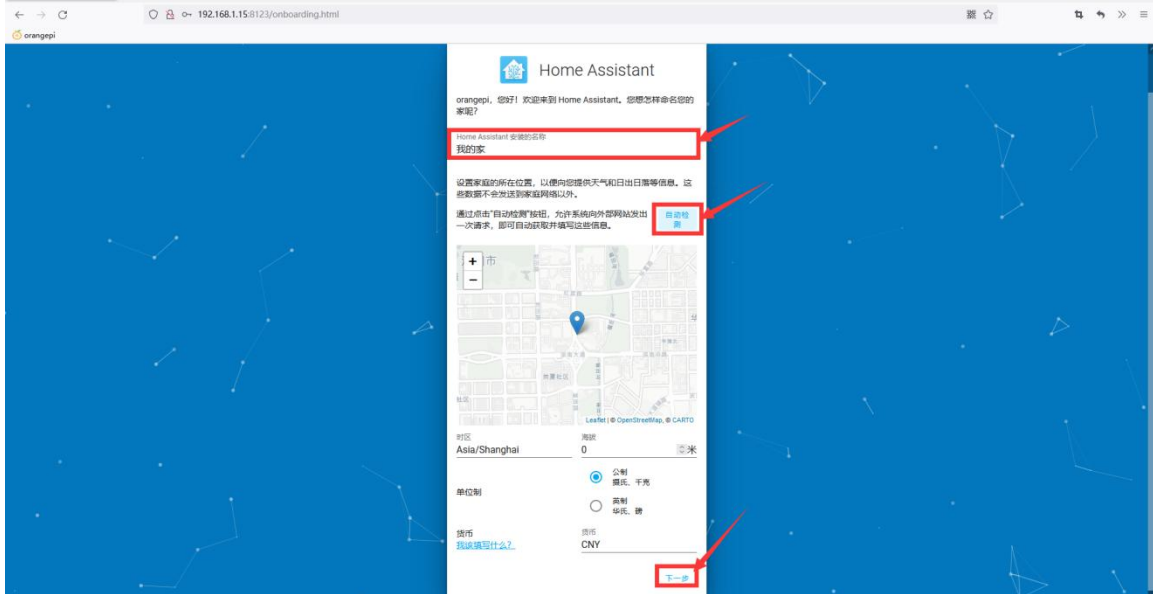 192.168.1.15:8123/onboarding.html
orangepi
Home Assistant
orangepi，您好！欢迎来到 Home Assistant。您想怎样命名您的
家呢？
Home Assistant 安装的名称
我的家
设置家庭的所在位置，以便向您提供天气和日出日落等信息。这
些数据不会发送到家庭网络以外。
通过点击"自动检测"按钮，允许系统向外部网站发出
一次请求，即可自动获取并填写这些信息。
自动检
测
+
市
−
Leaflet | © OpenStreetMap, © CARTO
时区
海拔
Asia/Shanghai
0
米
单位制
公制
摄氏、千克
英制
华氏、磅
货币
我该填写什么？
货币
CNY
下一步